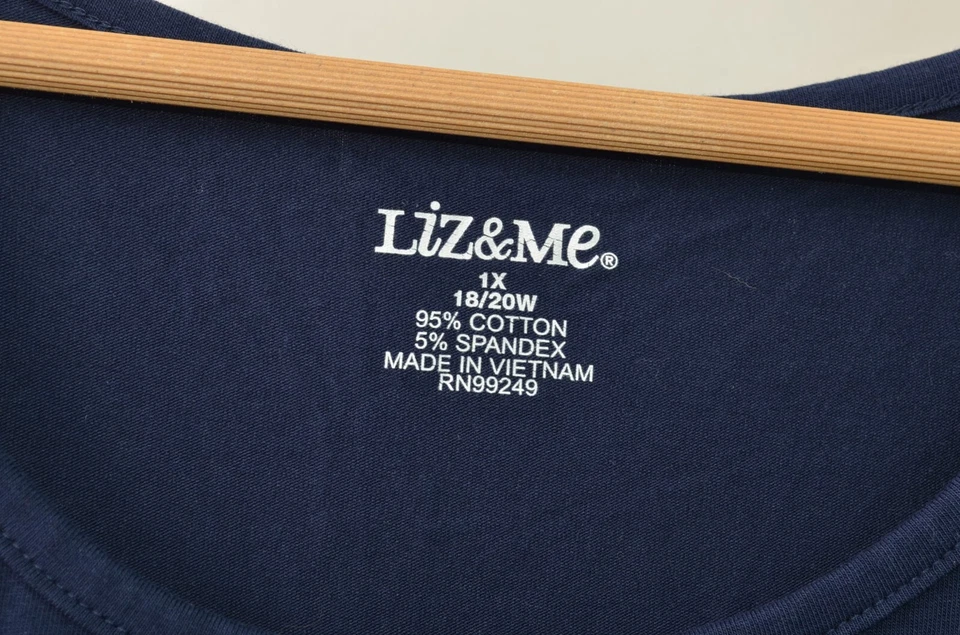 Liz&Me®
1X
18/20W
95% COTTON
5% SPANDEX
MADE IN VIETNAM
RN99249